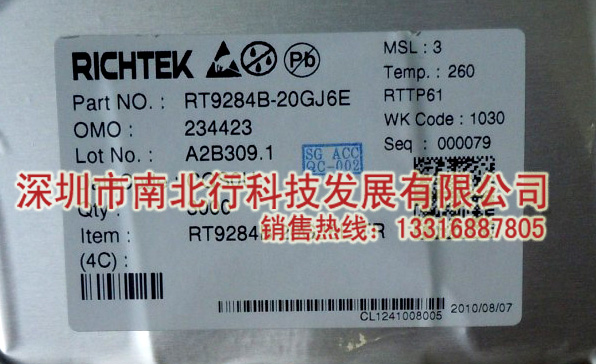 RICHTEK Pb
MSL : 3
Temp. : 260
RTTP61
WK Code : 1030
Seq : 000079
Part NO. : RT9284B-20GJ6E
OMO : 234423
Lot No. : A2B309.1
SG ACC
QC-002
深圳市南北行科技发展有限公司
Qty :
销售热线：13316887805
Item : RT9284
(4C) :
CL1241008005
2010/08/07